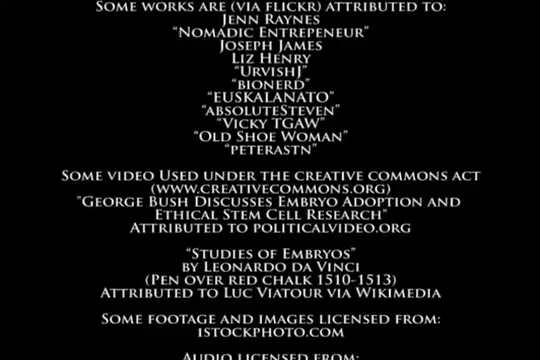 Some works are (via flickr) attributed to:
Jenn Raynes
“Nomadic Entrepeneur”
Joseph James
Liz Henry
“UrvishJ”
“bionerd”
“EUSKALANATO”
“absoluteSteven”
“Vicky TGAW”
“Old Shoe Woman”
“peterastn”
Some video Used under the creative commons act
(www.creativecommons.org)
"George Bush Discusses Embryo Adoption and
Ethical Stem Cell Research"
Attributed to politicalvideo.org
“Studies of Embryos”
by Leonardo da Vinci
(Pen over red chalk 1510-1513)
Attributed to Luc Viatour via Wikimedia
Some footage and images licensed from:
istockphoto.com
Audio licensed from: